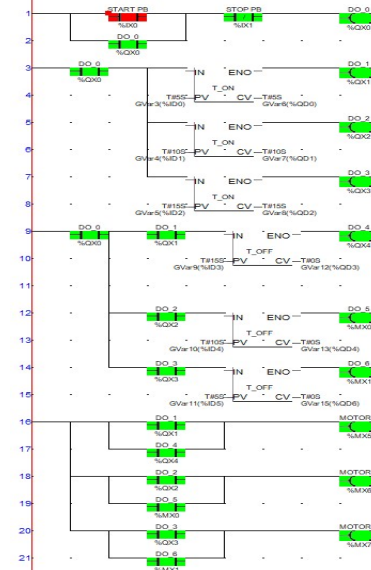 START PB STOP PB DO_0
1 %IX0 %IX1 %QX0
DO_0
2 %QX0
DO_0 DO_1
3 %QX0 IN ENO %QX1
T_ON
4 T#5S PV CV T#5S
GVar3(%ID0) GVar6(%QD0)
DO_2
5 IN ENO %QX2
T_ON
6 T#10S PV CV T#10S
GVar4(%ID1) GVar7(%QD1)
DO_3
7 IN ENO %QX3
T_ON
8 T#15S PV CV T#15S
GVar5(%ID2) GVar8(%QD2)
DO_0 DO_1 DO_4
9 %QX0 %QX1 IN ENO %QX4
T_OFF
10 T#15S PV CV T#0S
GVar9(%ID3) GVar12(%QD3)
11
DO_2 DO_5
12 %QX2 IN ENO %MX0
T_OFF
13 T#10S PV CV T#0S
GVar10(%ID4) GVar13(%QD4)
DO_3 DO_6
14 %QX3 IN ENO %MX1
T_OFF
15 T#5S PV CV T#0S
GVar11(%ID5) GVar15(%QD6)
DO_1 MOTOR
16 %QX1 %MX5
DO_4
17 %QX4
DO_2 MOTOR
18 %QX2 %MX6
DO_5
19 %MX0
DO_3 MOTOR
20 %QX3 %MX7
DO_6
21 %MX1